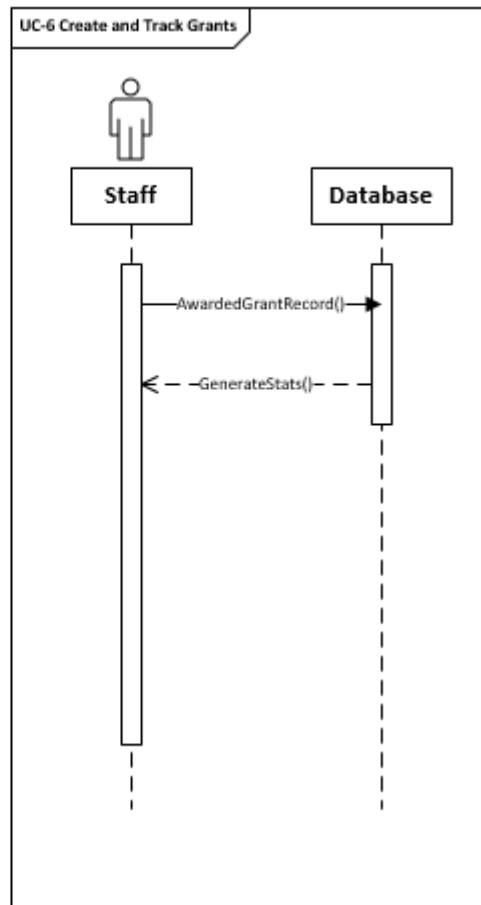 UC-6 Create and Track Grants
Staff
Database
AwardedGrantRecord()
GenerateStats()